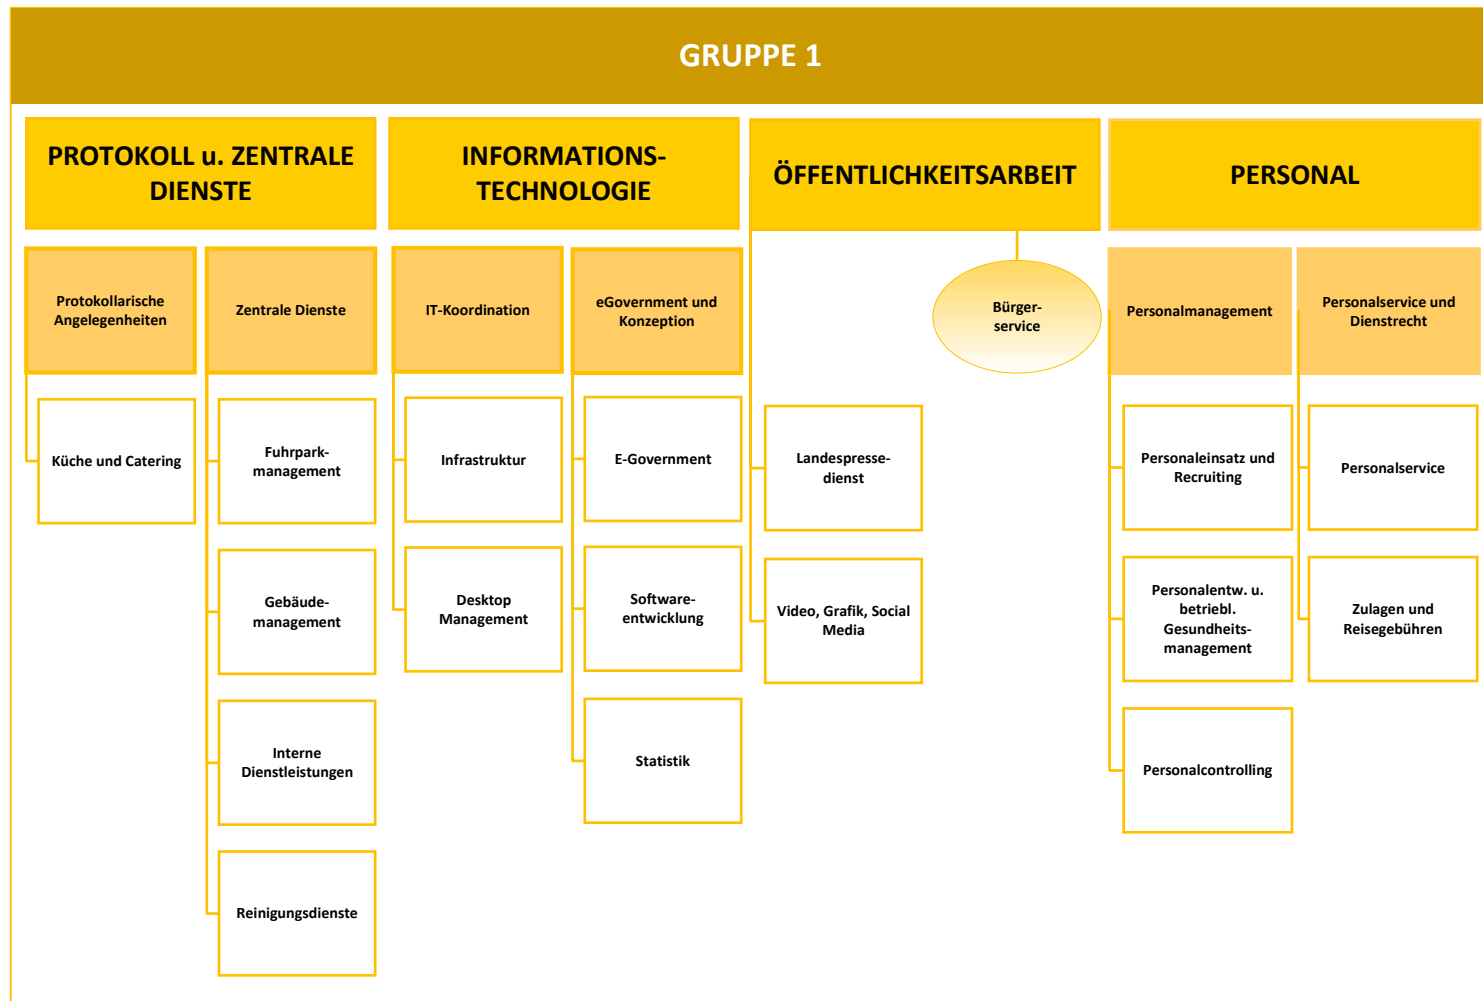 GRUPPE 1
PROTOKOLL u. ZENTRALE
DIENSTE
INFORMATIONS-
TECHNOLOGIE
ÖFFENTLICHKEITSARBEIT
PERSONAL
Protokollarische
Angelegenheiten
Zentrale Dienste
IT-Koordination
eGovernment und
Konzeption
Bürger-
service
Personalmanagement
Personalservice und
Dienstrecht
Küche und Catering
Fuhrpark-
management
Infrastruktur
E-Government
Landespresse-
dienst
Personaleinsatz und
Recruiting
Personalservice
Gebäude-
management
Desktop
Management
Software-
entwicklung
Video, Grafik, Social
Media
Personalentw. u.
betriebl.
Gesundheits-
management
Zulagen und
Reisegebühren
Interne
Dienstleistungen
Statistik
Personalcontrolling
Reinigungsdienste